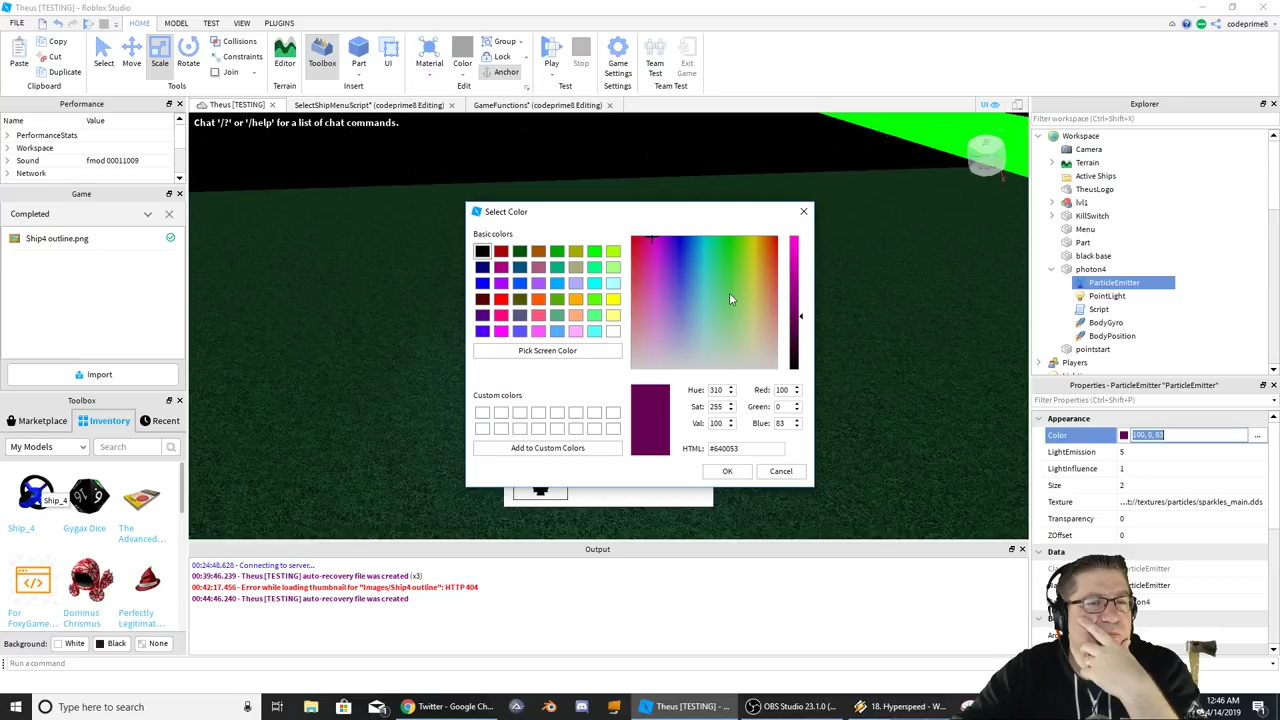 Theus [TESTING] - Roblox Studio
FILE HOME MODEL TEST VIEW PLUGINS codeprime8
Paste Copy Cut Duplicate Select Move Scale Rotate Collisions Constraints Join Editor Toolbox Part UI Material Color Group Lock Anchor Play Stop Game Settings Team Test Exit Game
Clipboard Tools Terrain Insert Edit Test Settings Team Test
Performance
Name Value
PerformanceStats
Workspace
Sound fmod 00011009
Network
Game
Completed
Ship4 outline.png
Import
Toolbox
Marketplace Inventory Recent
My Models Search
Ship_4
Ship_4 Gygax Dice The Advanced...
For FoxyGame... Dominus Chrismus Perfectly Legitimat...
Background: White Black None
Run a command
Theus [TESTING] SelectShipMenuScript* (codeprime8 Editing) GameFunctions* (codeprime8 Editing) UI
Chat '/?' or '/help' for a list of chat commands.
Select Color
Basic colors
Pick Screen Color
Custom colors
Add to Custom Colors
Hue: 310 Red: 100
Sat: 255 Green: 0
Val: 100 Blue: 83
HTML: #640053
OK Cancel
Output
00:24:48.628 - Connecting to server...
00:39:46.239 - Theus [TESTING] auto-recovery file was created (x3)
00:42:17.456 - Error while loading thumbnail for "Images/Ship4 outline": HTTP 404
00:44:46.240 - Theus [TESTING] auto-recovery file was created
Explorer
Filter workspace (Ctrl+Shift+X)
Workspace
Camera
Terrain
Active Ships
TheusLogo
lvl1
KillSwitch
Menu
Part
black base
photon4
ParticleEmitter
PointLight
Script
BodyGyro
BodyPosition
pointstart
Players
Properties - ParticleEmitter "ParticleEmitter"
Filter Properties (Ctrl+Shift+P)
Appearance
Color 100, 0, 83 ...
LightEmission 5
LightInfluence 1
Size 2
Texture ...t://textures/particles/sparkles_main.dds
Transparency 0
ZOffset 0
Data
Type here to search
Twitter - Google Ch... Theus [TESTING] - ... OBS Studio 23.1.0 (... 18. Hyperspeed - W...
12:46 AM
4/14/2019